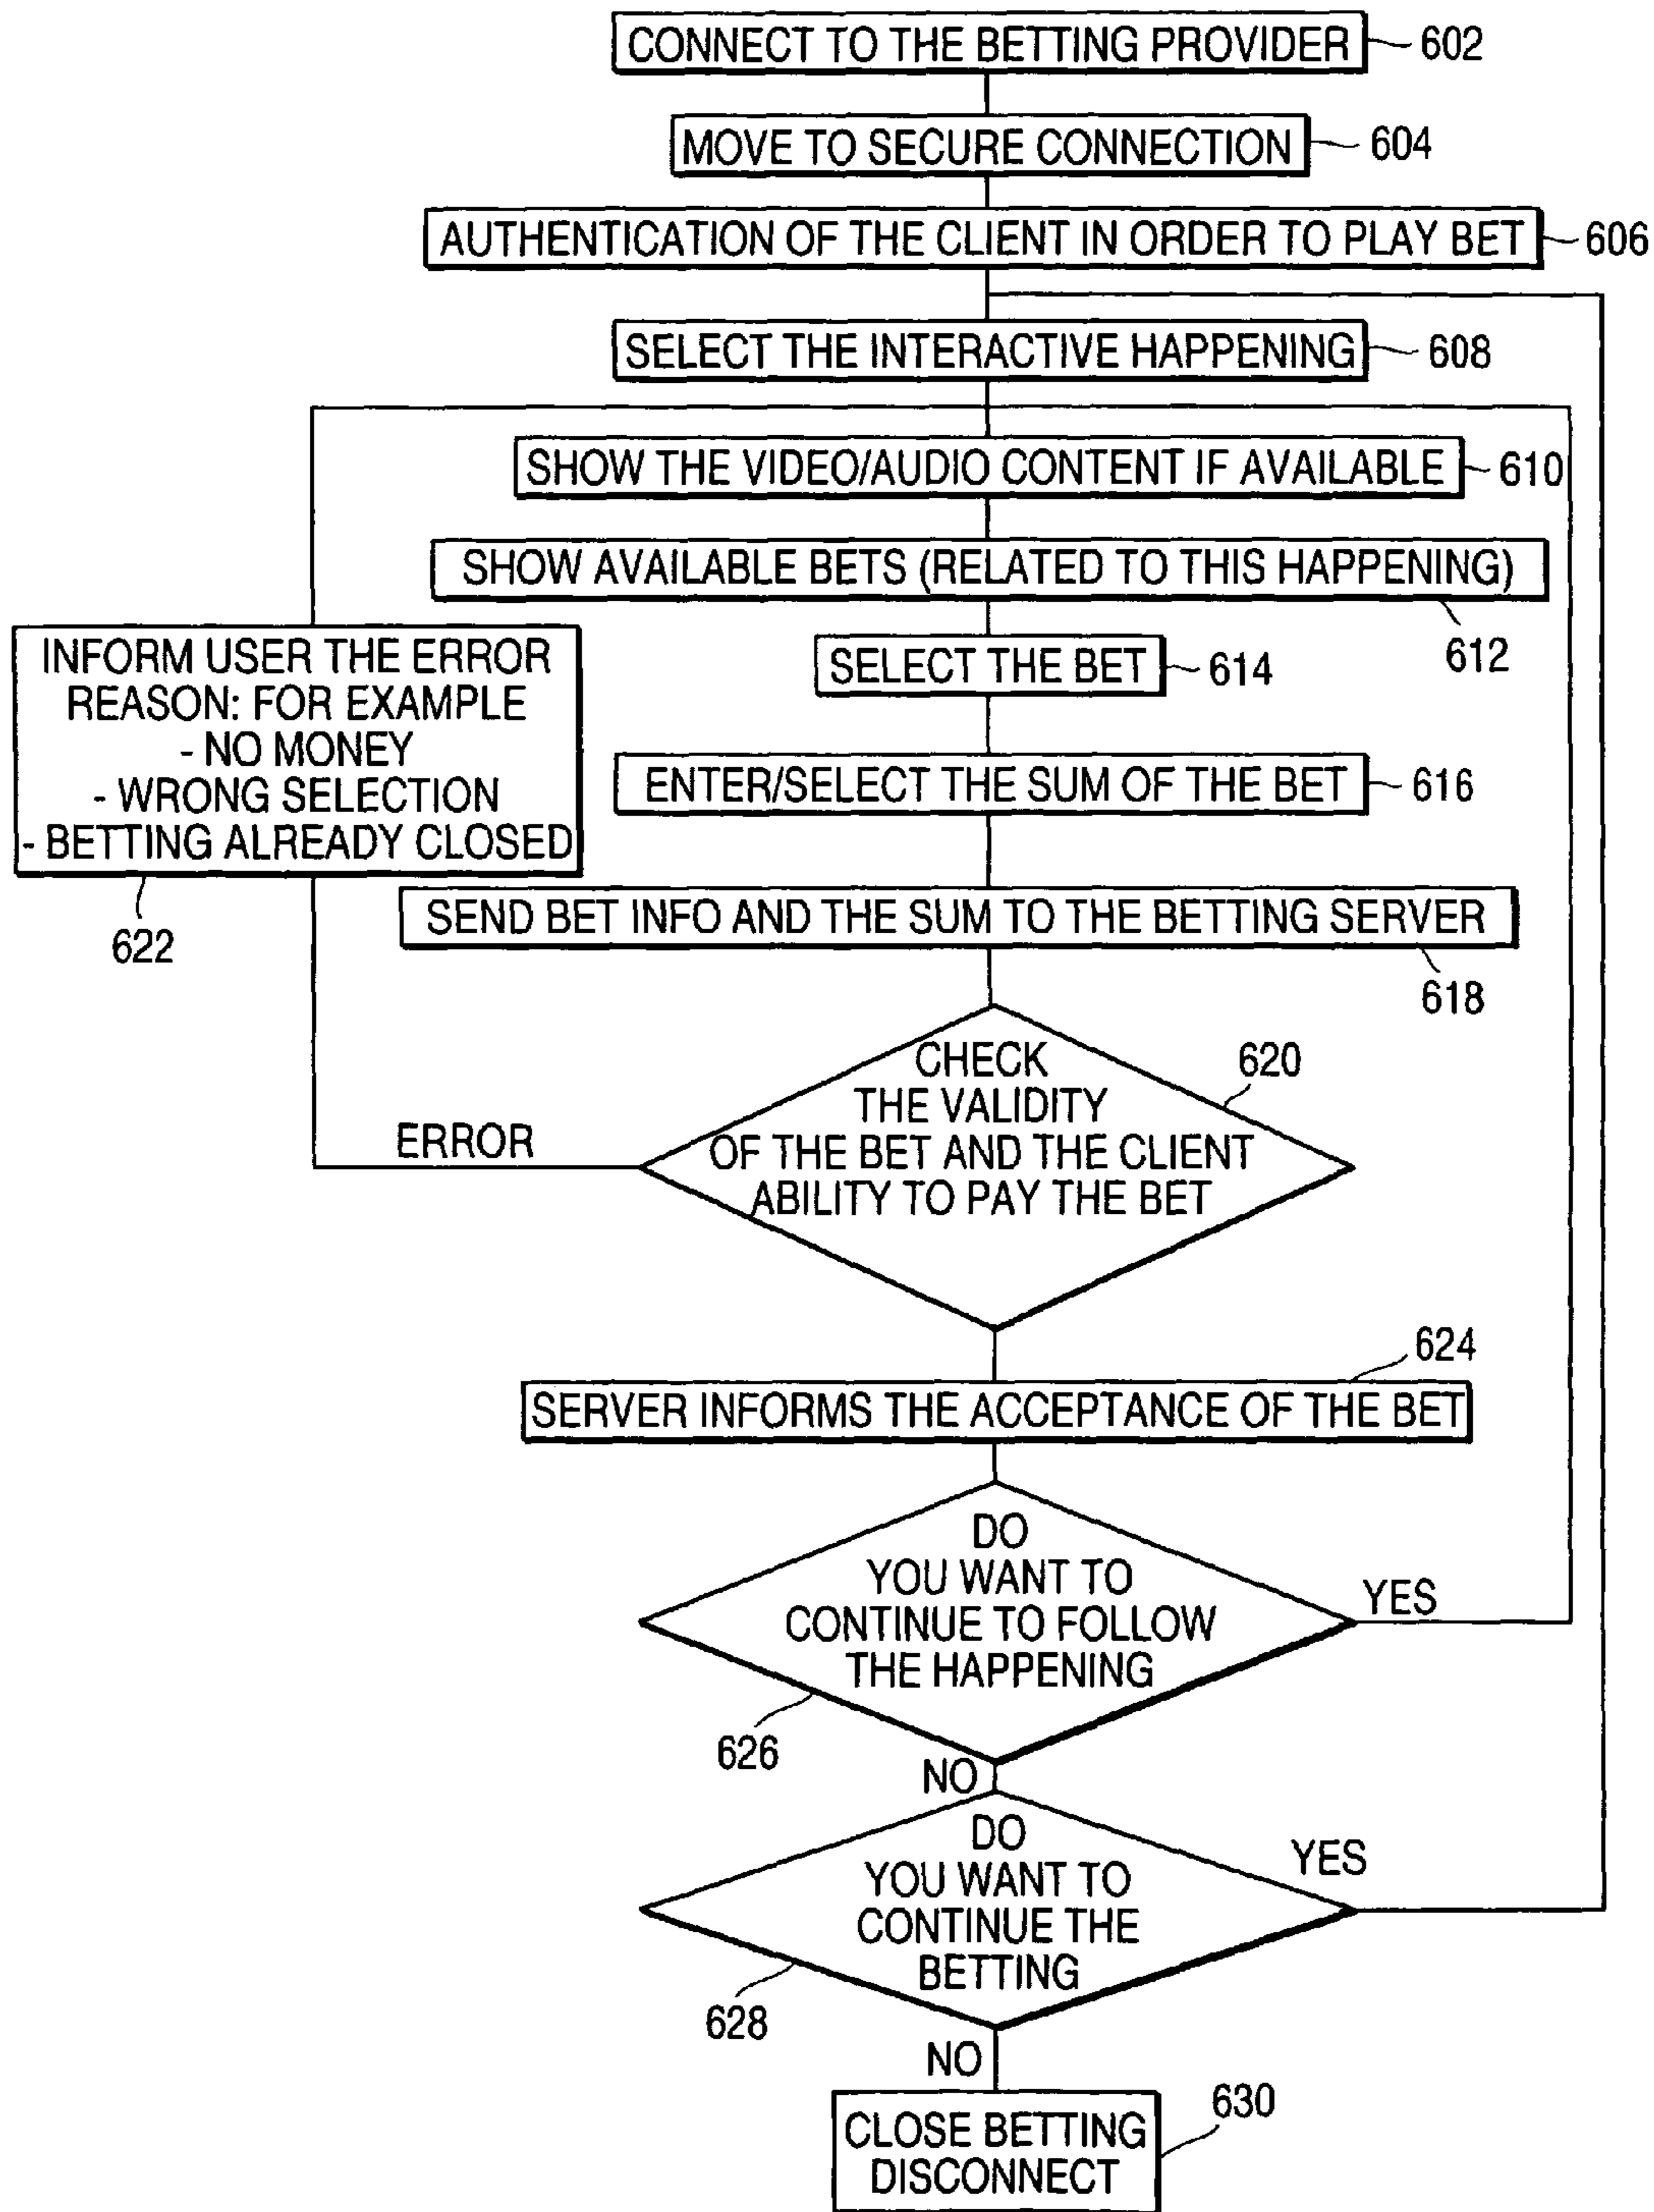 CONNECT TO THE BETTING PROVIDER 602
MOVE TO SECURE CONNECTION 604
AUTHENTICATION OF THE CLIENT IN ORDER TO PLAY BET 606
SELECT THE INTERACTIVE HAPPENING 608
SHOW THE VIDEO/AUDIO CONTENT IF AVAILABLE 610
SHOW AVAILABLE BETS (RELATED TO THIS HAPPENING)
612
SELECT THE BET 614
ENTER/SELECT THE SUM OF THE BET 616
INFORM USER THE ERROR
REASON: FOR EXAMPLE
- NO MONEY
- WRONG SELECTION
- BETTING ALREADY CLOSED
622
SEND BET INFO AND THE SUM TO THE BETTING SERVER
618
CHECK
THE VALIDITY
OF THE BET AND THE CLIENT
ABILITY TO PAY THE BET
620
ERROR
624
SERVER INFORMS THE ACCEPTANCE OF THE BET
DO
YOU WANT TO
CONTINUE TO FOLLOW
THE HAPPENING
YES
626
NO
DO
YOU WANT TO
CONTINUE THE
BETTING
YES
628
NO
630
CLOSE BETTING
DISCONNECT